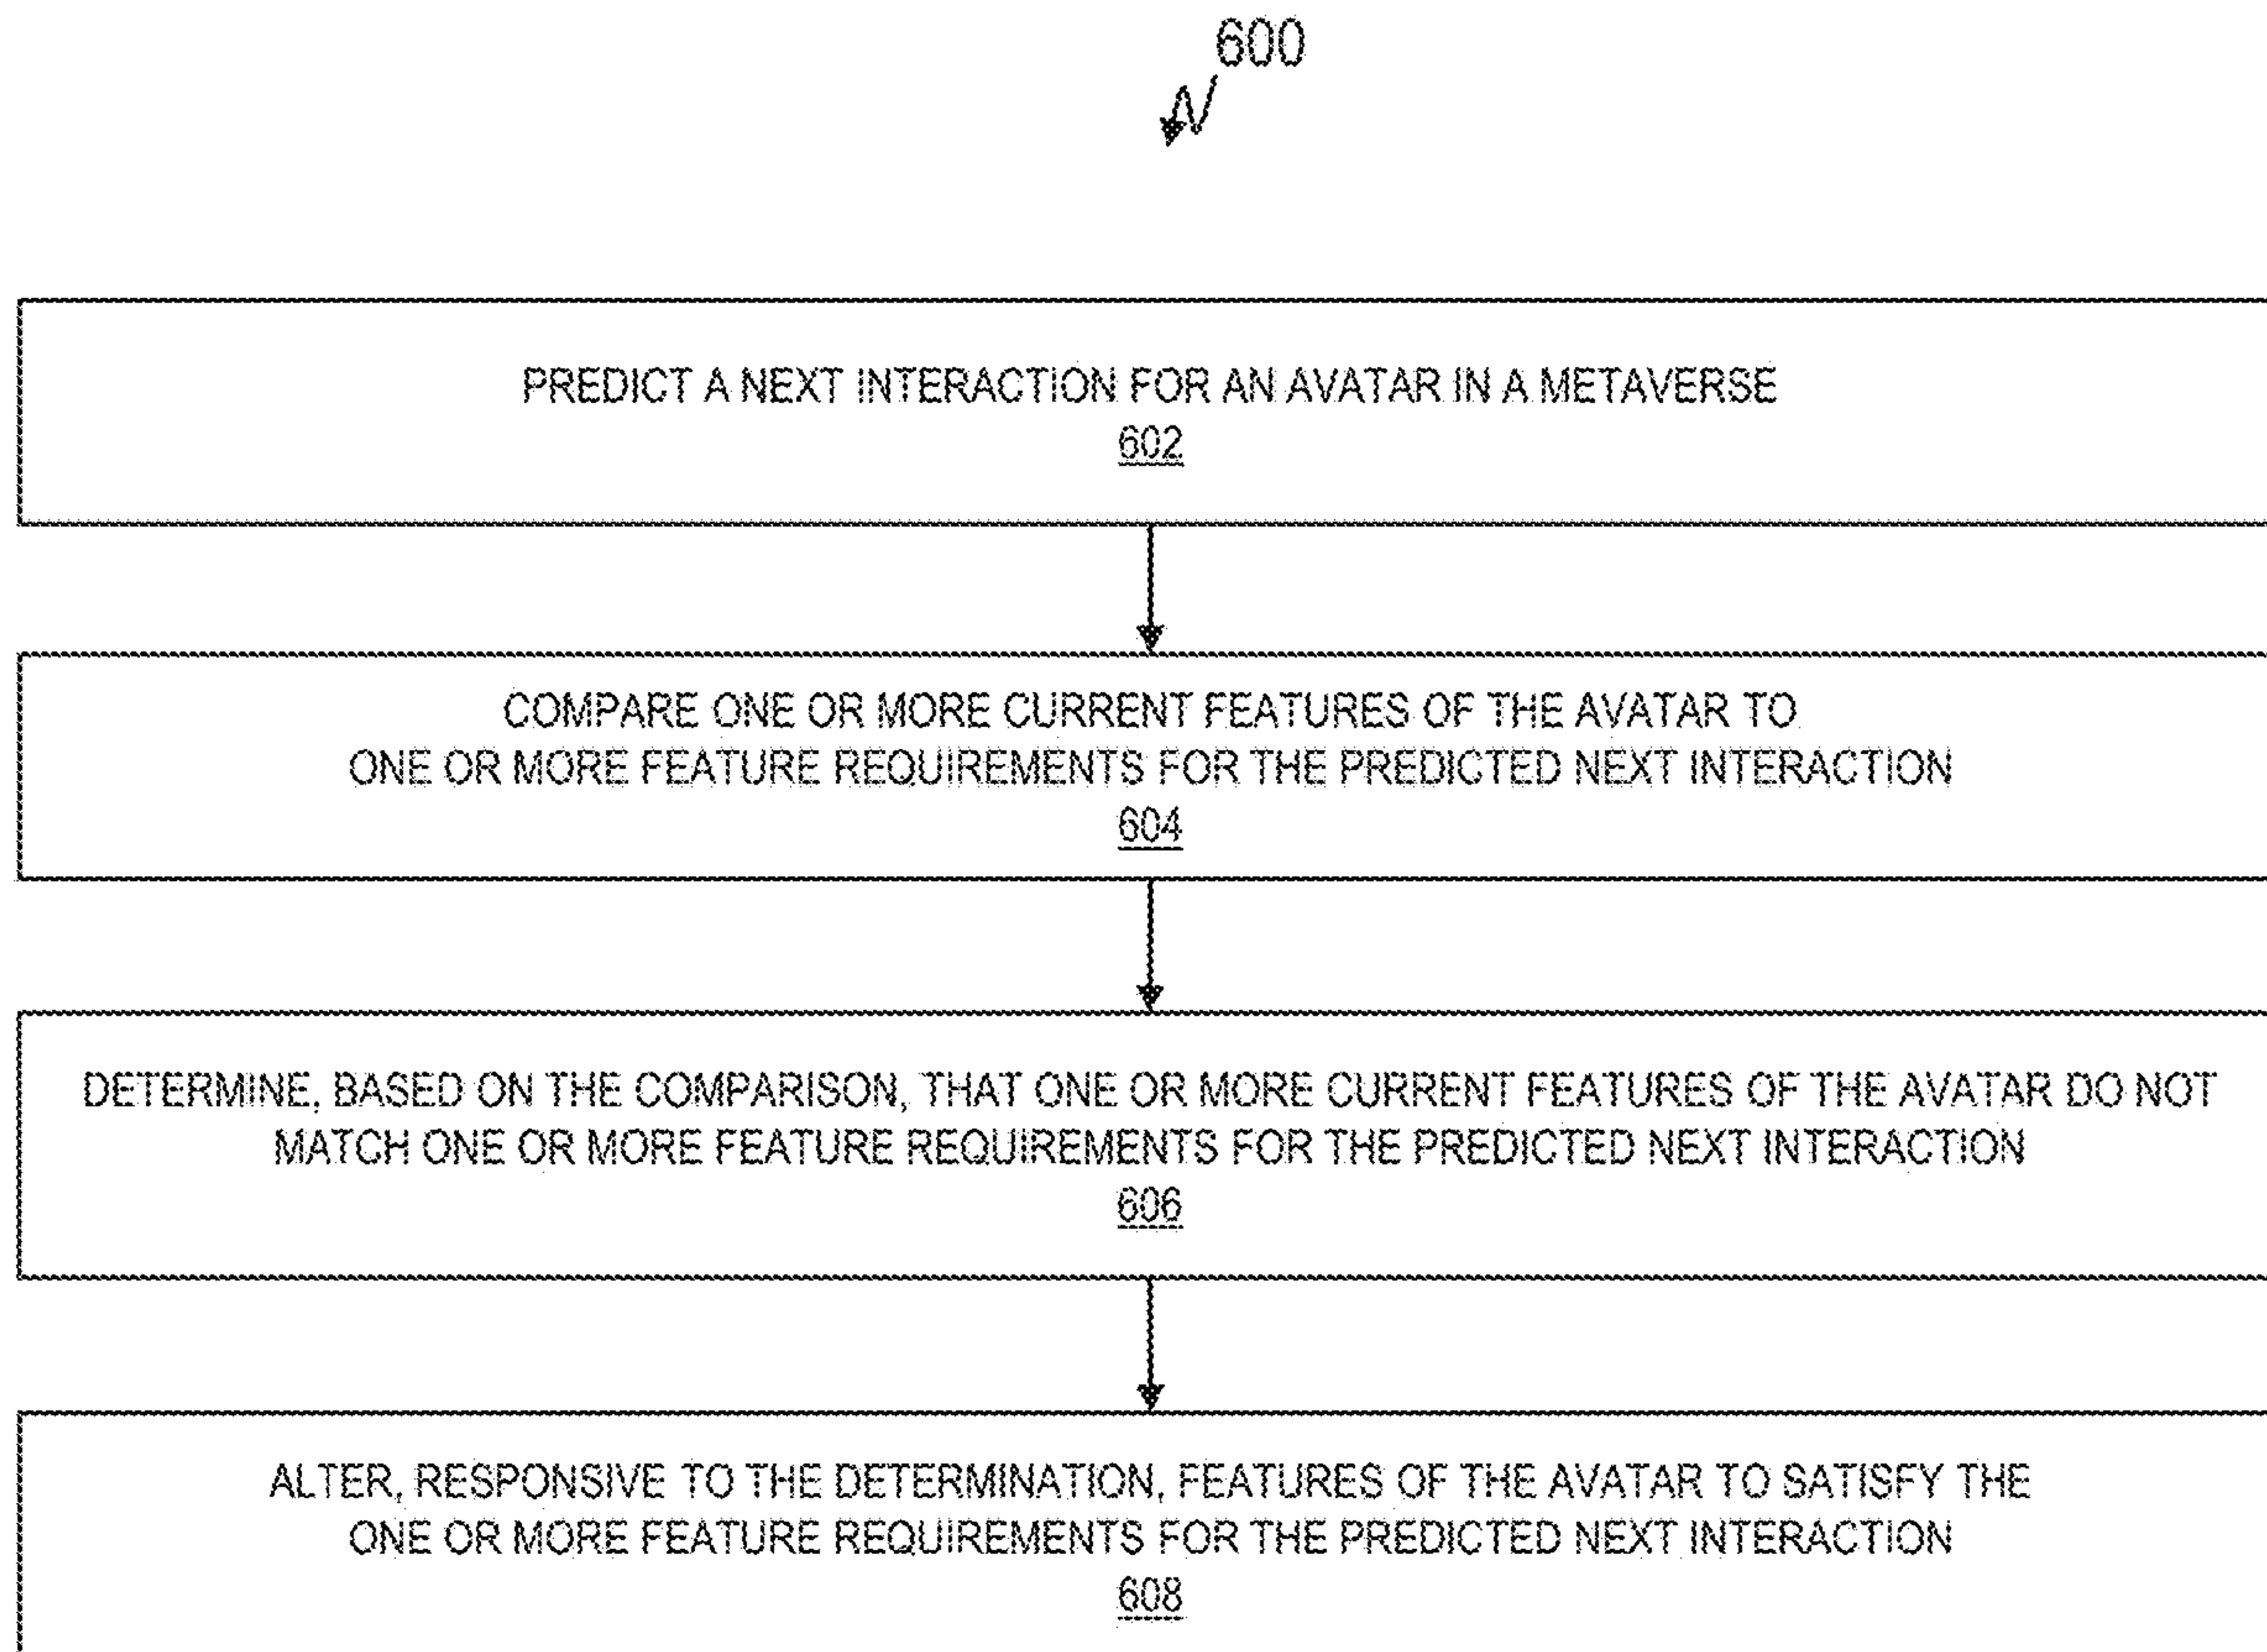 600
PREDICT A NEXT INTERACTION FOR AN AVATAR IN A METAVERSE
602
COMPARE ONE OR MORE CURRENT FEATURES OF THE AVATAR TO
ONE OR MORE FEATURE REQUIREMENTS FOR THE PREDICTED NEXT INTERACTION
604
DETERMINE, BASED ON THE COMPARISON, THAT ONE OR MORE CURRENT FEATURES OF THE AVATAR DO NOT
MATCH ONE OR MORE FEATURE REQUIREMENTS FOR THE PREDICTED NEXT INTERACTION
606
ALTER, RESPONSIVE TO THE DETERMINATION, FEATURES OF THE AVATAR TO SATISFY THE
ONE OR MORE FEATURE REQUIREMENTS FOR THE PREDICTED NEXT INTERACTION
608